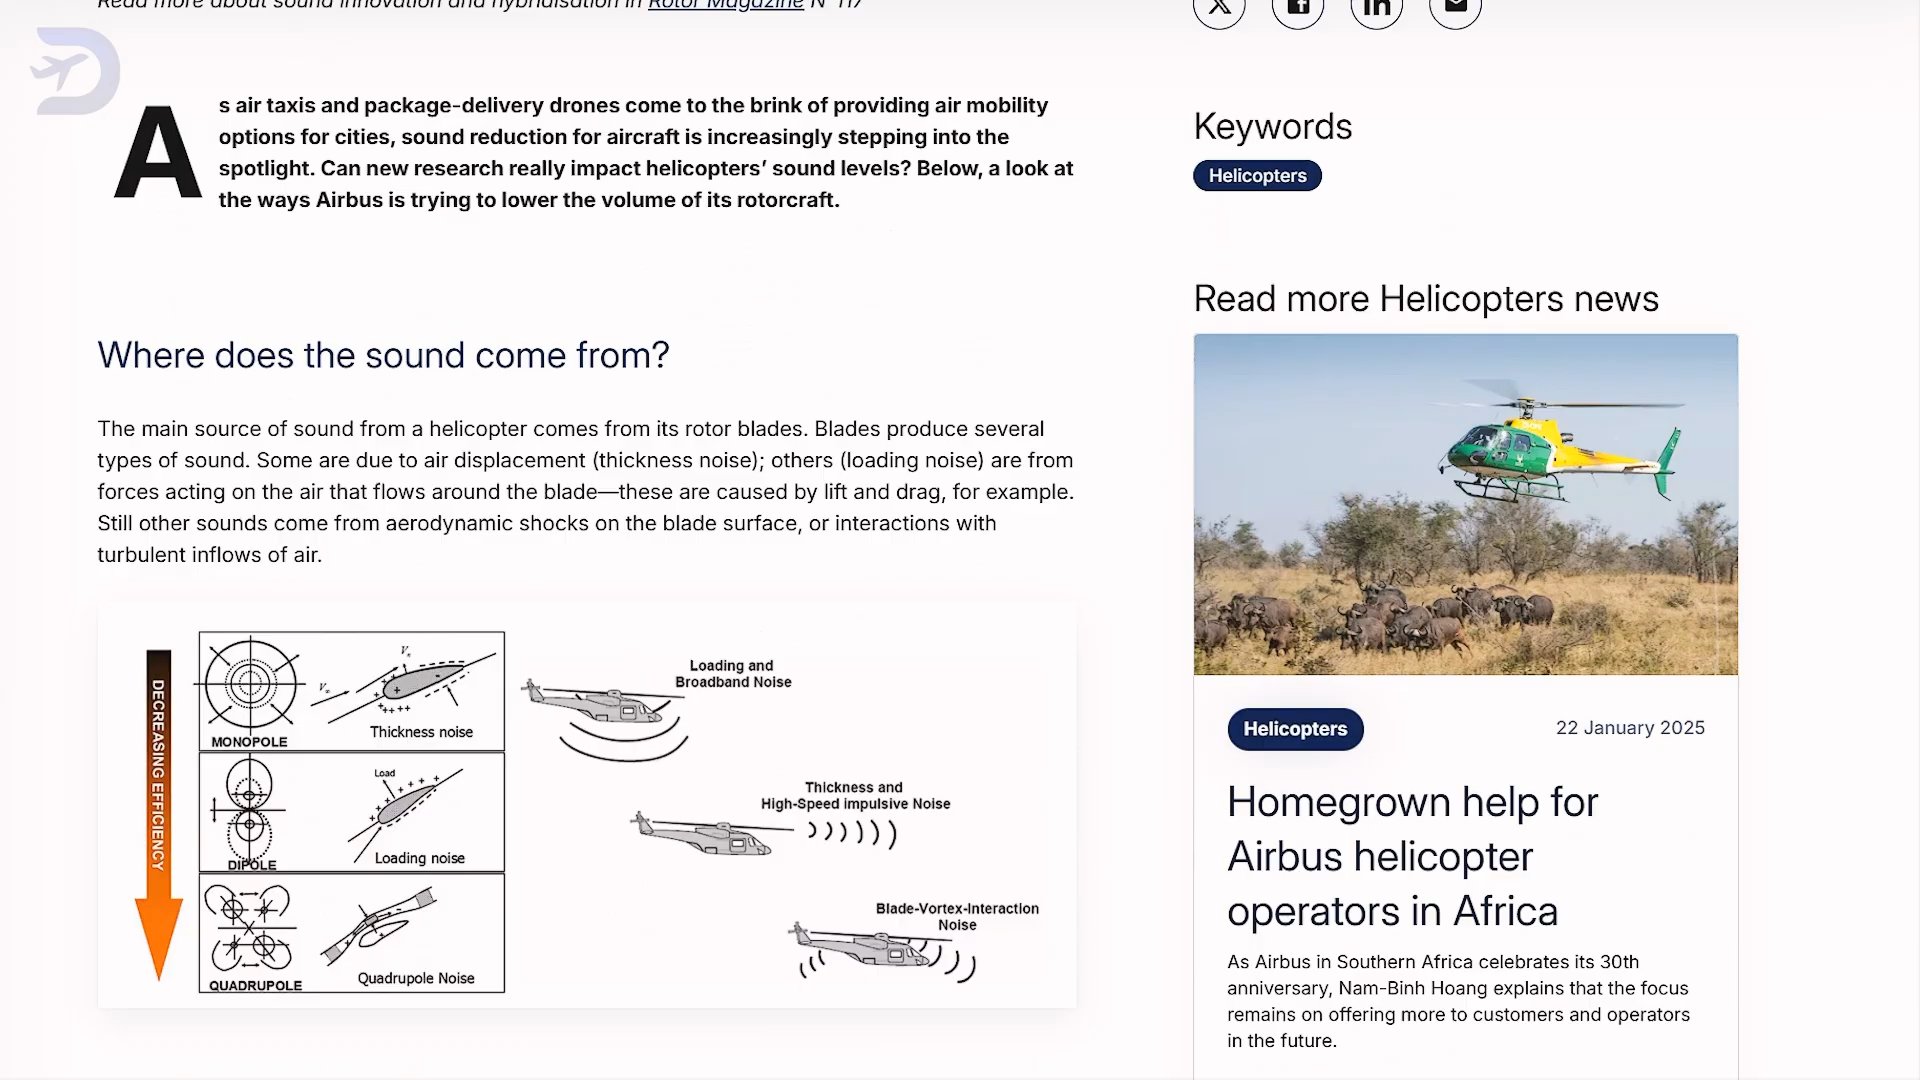 Read more about sound innovation and hybridisation in Rotor Magazine N°117
As air taxis and package-delivery drones come to the brink of providing air mobility
options for cities, sound reduction for aircraft is increasingly stepping into the
spotlight. Can new research really impact helicopters’ sound levels? Below, a look at
the ways Airbus is trying to lower the volume of its rotorcraft.
Where does the sound come from?
The main source of sound from a helicopter comes from its rotor blades. Blades produce several
types of sound. Some are due to air displacement (thickness noise); others (loading noise) are from
forces acting on the air that flows around the blade—these are caused by lift and drag, for example.
Still other sounds come from aerodynamic shocks on the blade surface, or interactions with
turbulent inflows of air.
DECREASING EFFICIENCY
MONOPOLE
Thickness noise
DIPOLE
Load
Loading noise
QUADRUPOLE
Quadrupole Noise
Loading and
Broadband Noise
Thickness and
High-Speed impulsive Noise
Blade-Vortex-Interaction
Noise
Keywords
Helicopters
Read more Helicopters news
Helicopters
22 January 2025
Homegrown help for
Airbus helicopter
operators in Africa
As Airbus in Southern Africa celebrates its 30th
anniversary, Nam-Binh Hoang explains that the focus
remains on offering more to customers and operators
in the future.